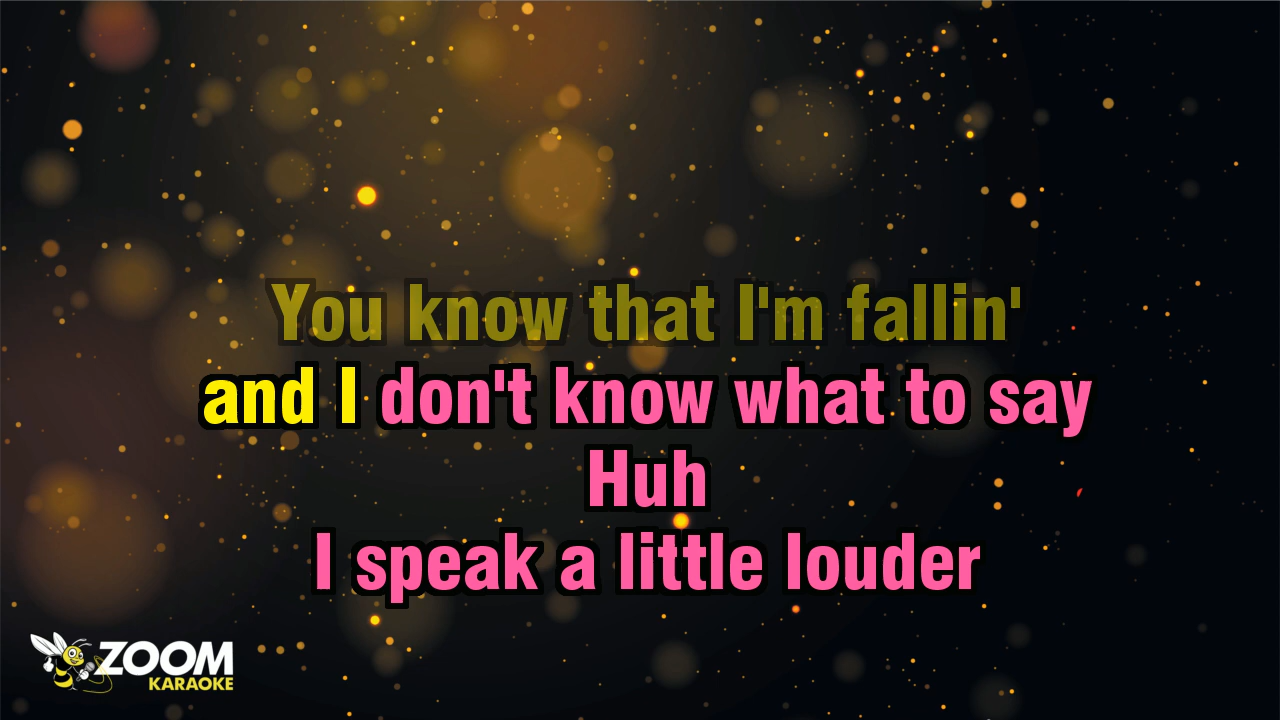 You know that I'm fallin'
and I don't know what to say
Huh
I speak a little louder
ZOOM
KARAOKE